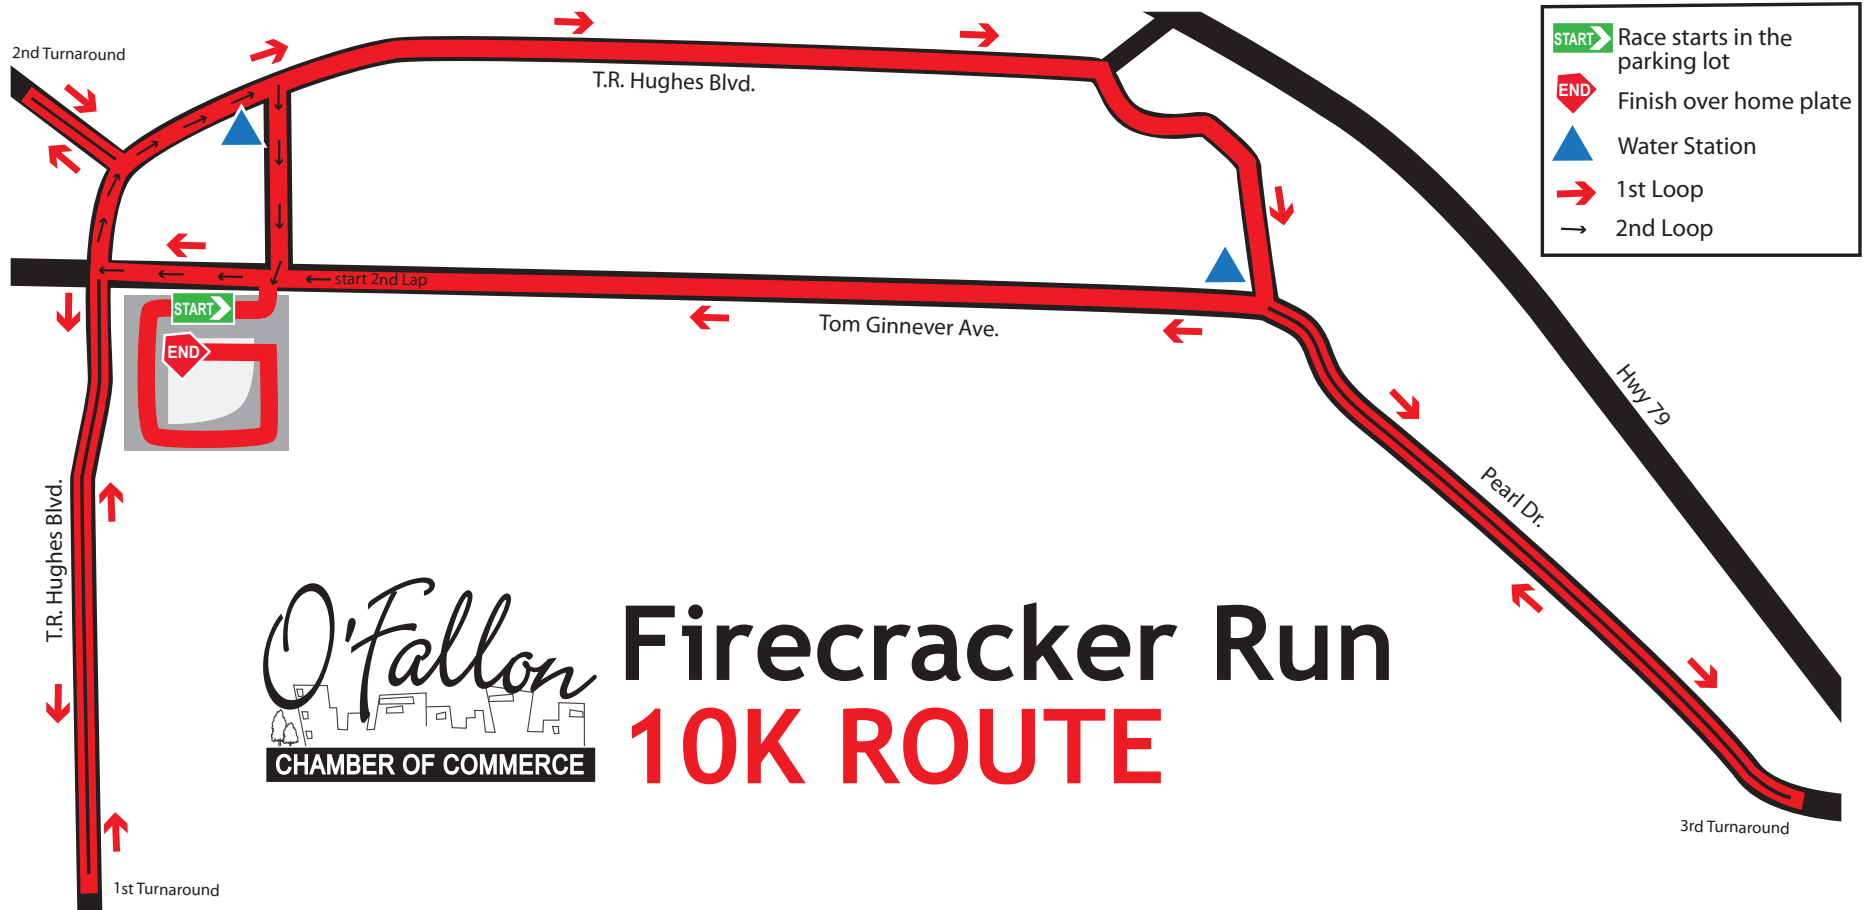 2nd Turnaround
T.R. Hughes Blvd.
START
Race starts in the
parking lot
END
Finish over home plate
Water Station
1st Loop
2nd Loop
start 2nd Lap
START
END
Tom Ginnever Ave.
Hwy 79
Pearl Dr.
T.R. Hughes Blvd.
O'Fallon
CHAMBER OF COMMERCE
Firecracker Run
10K ROUTE
3rd Turnaround
1st Turnaround